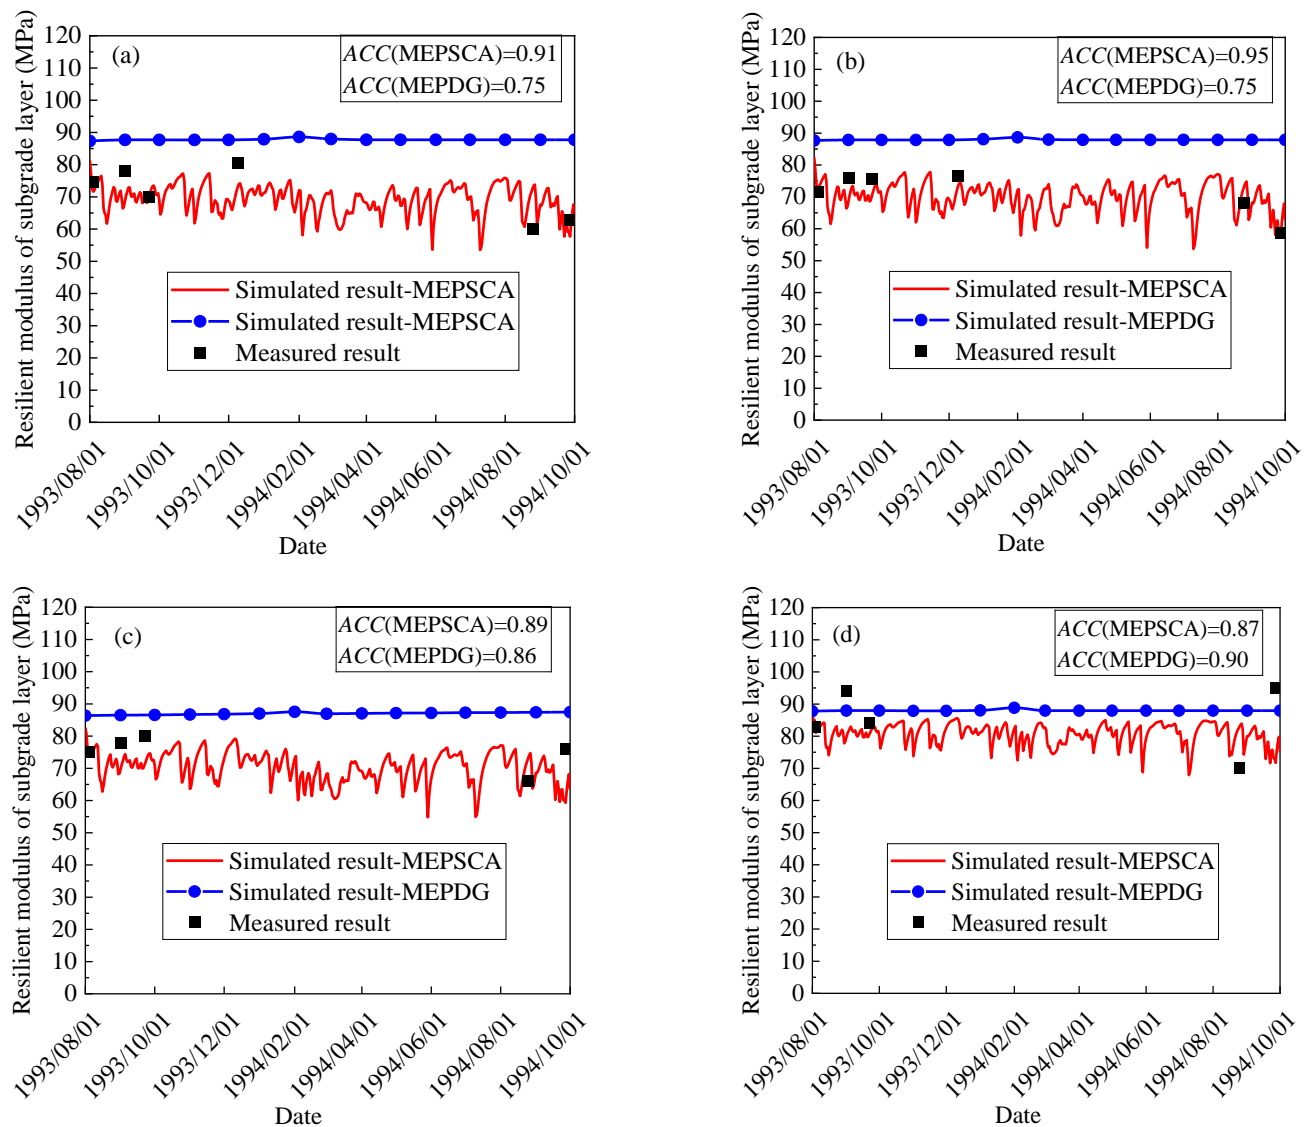 (a)
ACC(MEPSCA)=0.91
ACC(MEPDG)=0.75
Resilient modulus of subgrade layer (MPa)
120
110
100
90
80
70
60
50
40
30
20
10
0
Simulated result-MEPSCA
Simulated result-MEPSCA
Measured result
1993/08/01
1993/10/01
1993/12/01
1994/02/01
1994/04/01
1994/06/01
1994/08/01
1994/10/01
Date
(b)
ACC(MEPSCA)=0.95
ACC(MEPDG)=0.75
Resilient modulus of subgrade layer (MPa)
120
110
100
90
80
70
60
50
40
30
20
10
0
Simulated result-MEPSCA
Simulated result-MEPDG
Measured result
1993/08/01
1993/10/01
1993/12/01
1994/02/01
1994/04/01
1994/06/01
1994/08/01
1994/10/01
Date
(c)
ACC(MEPSCA)=0.89
ACC(MEPDG)=0.86
Resilient modulus of subgrade layer (MPa)
120
110
100
90
80
70
60
50
40
30
20
10
0
Simulated result-MEPSCA
Simulated result-MEPDG
Measured result
1993/08/01
1993/10/01
1993/12/01
1994/02/01
1994/04/01
1994/06/01
1994/08/01
1994/10/01
Date
(d)
ACC(MEPSCA)=0.87
ACC(MEPDG)=0.90
Resilient modulus of subgrade layer (MPa)
120
110
100
90
80
70
60
50
40
30
20
10
0
Simulated result-MEPSCA
Simulated result-MEPDG
Measured result
1993/08/01
1993/10/01
1993/12/01
1994/02/01
1994/04/01
1994/06/01
1994/08/01
1994/10/01
Date